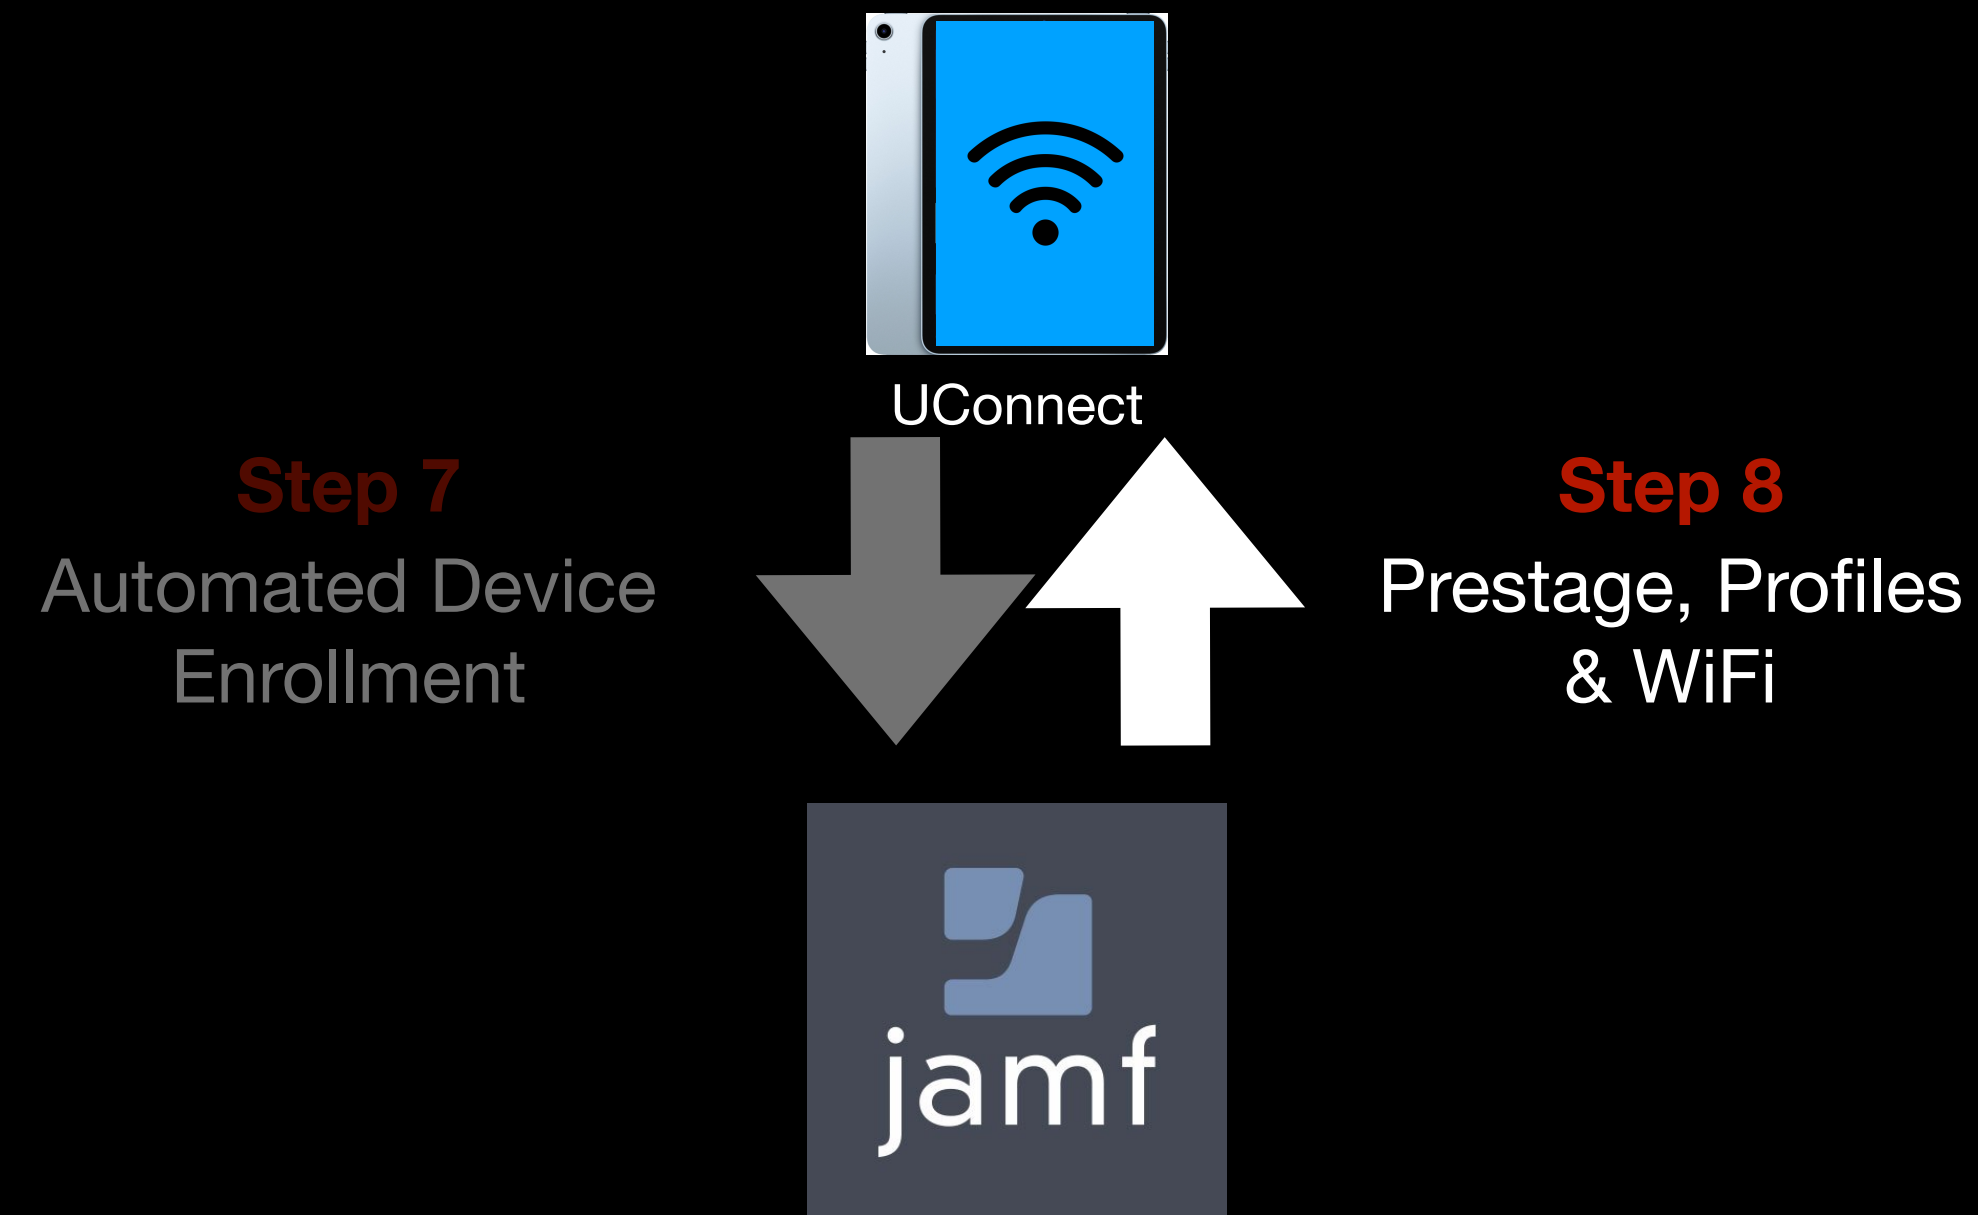 UConnect
Step 7
Automated Device
Enrollment
Step 8
Prestage, Profiles
& WiFi
jamf